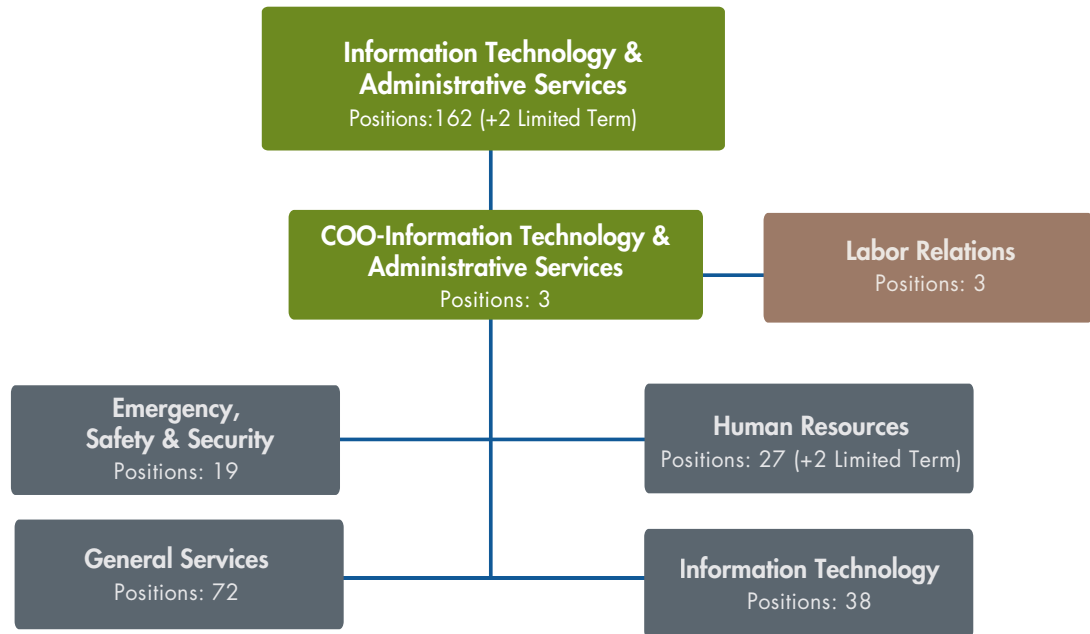 Information Technology &
Administrative Services
Positions:162 (+2 Limited Term)
COO-Information Technology &
Administrative Services
Positions: 3
Labor Relations
Positions: 3
Emergency,
Safety & Security
Positions: 19
Human Resources
Positions: 27 (+2 Limited Term)
General Services
Positions: 72
Information Technology
Positions: 38